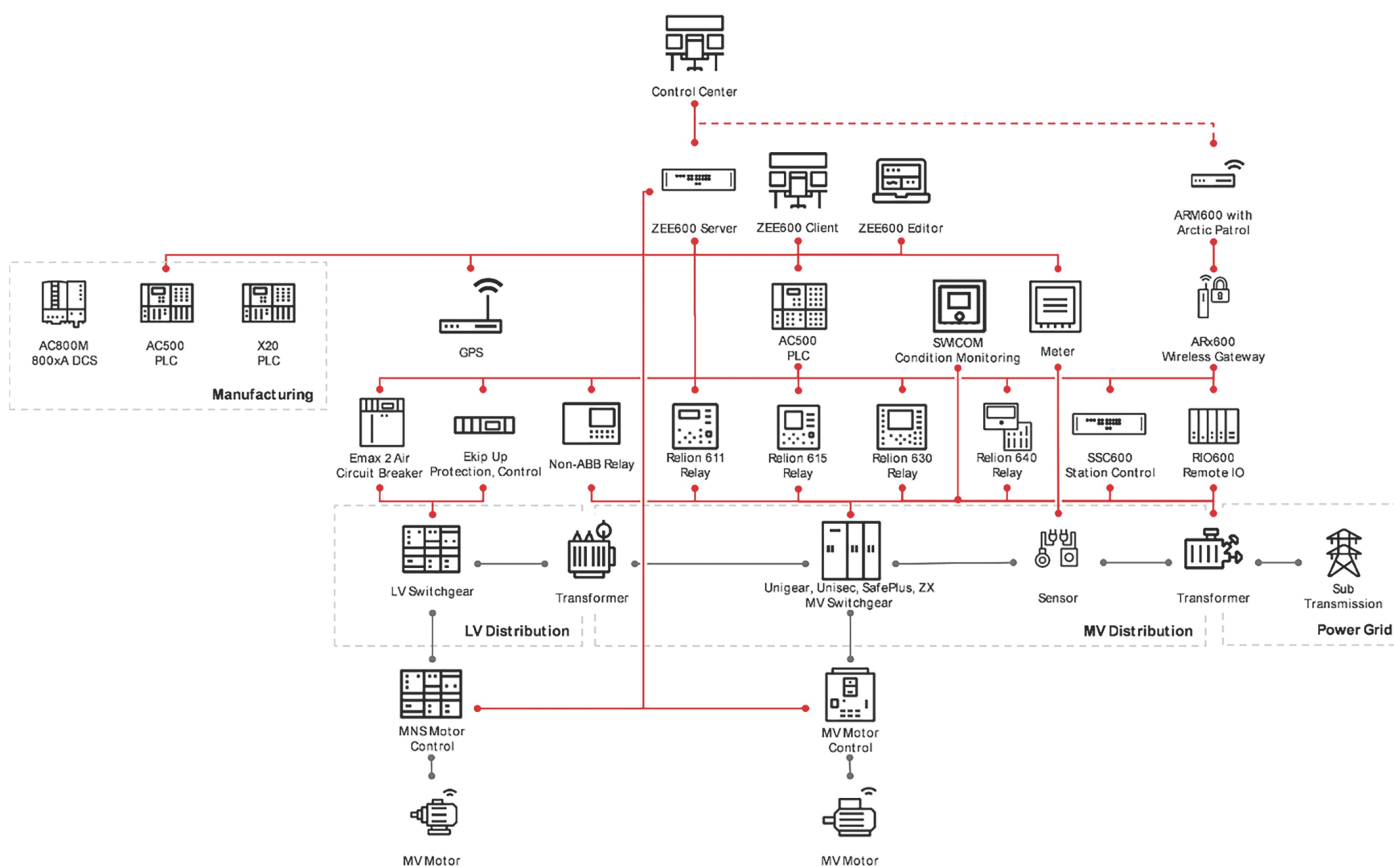 Control Center
ZEE600 Server
ZEE600 Client
ZEE600 Editor
ARM600 with
Arctic Patrol
AC800M
800xA DCS
AC500
PLC
X20
PLC
Manufacturing
GPS
AC500
PLC
SWICOM
Condition Monitoring
Meter
ARx600
Wireless Gateway
Emax 2 Air
Circuit Breaker
Ekip Up
Protection, Control
Non-ABB Relay
Relion 611
Relay
Relion 615
Relay
Relion 630
Relay
Relion 640
Relay
SSC600
Station Control
RIO600
Remote IO
LV Switchgear
Transformer
Unigear, Unisec, SafePlus, ZX
MV Switchgear
Sensor
Transformer
Sub
Transmission
LV Distribution
MV Distribution
Power Grid
MNS Motor
Control
MV Motor
Control
MV Motor
MV Motor